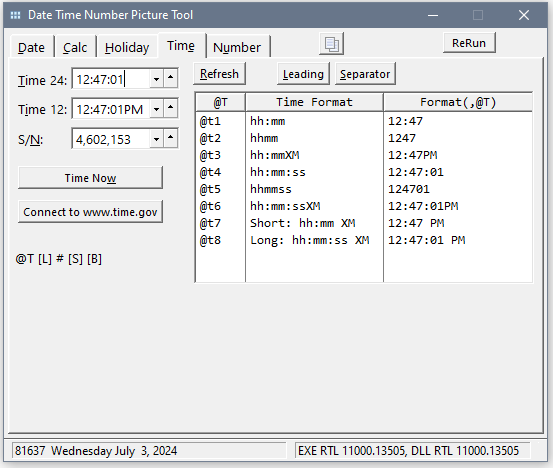 Date Time Number Picture Tool
Date Calc Holiday Time Number ReRun
Time 24: 12:47:01
Time 12: 12:47:01PM
S/N: 4,602,153
Time Now
Connect to www.time.gov
@T [L] # [S] [B]
Refresh Leading Separator
@T Time Format Format(,@T)
@t1 hh:mm 12:47
@t2 hhmm 1247
@t3 hh:mmXM 12:47PM
@t4 hh:mm:ss 12:47:01
@t5 hhmmss 124701
@t6 hh:mm:ssXM 12:47:01PM
@t7 Short: hh:mm XM 12:47 PM
@t8 Long: hh:mm:ss XM 12:47:01 PM
81637 Wednesday July 3, 2024 EXE RTL 11000.13505, DLL RTL 11000.13505